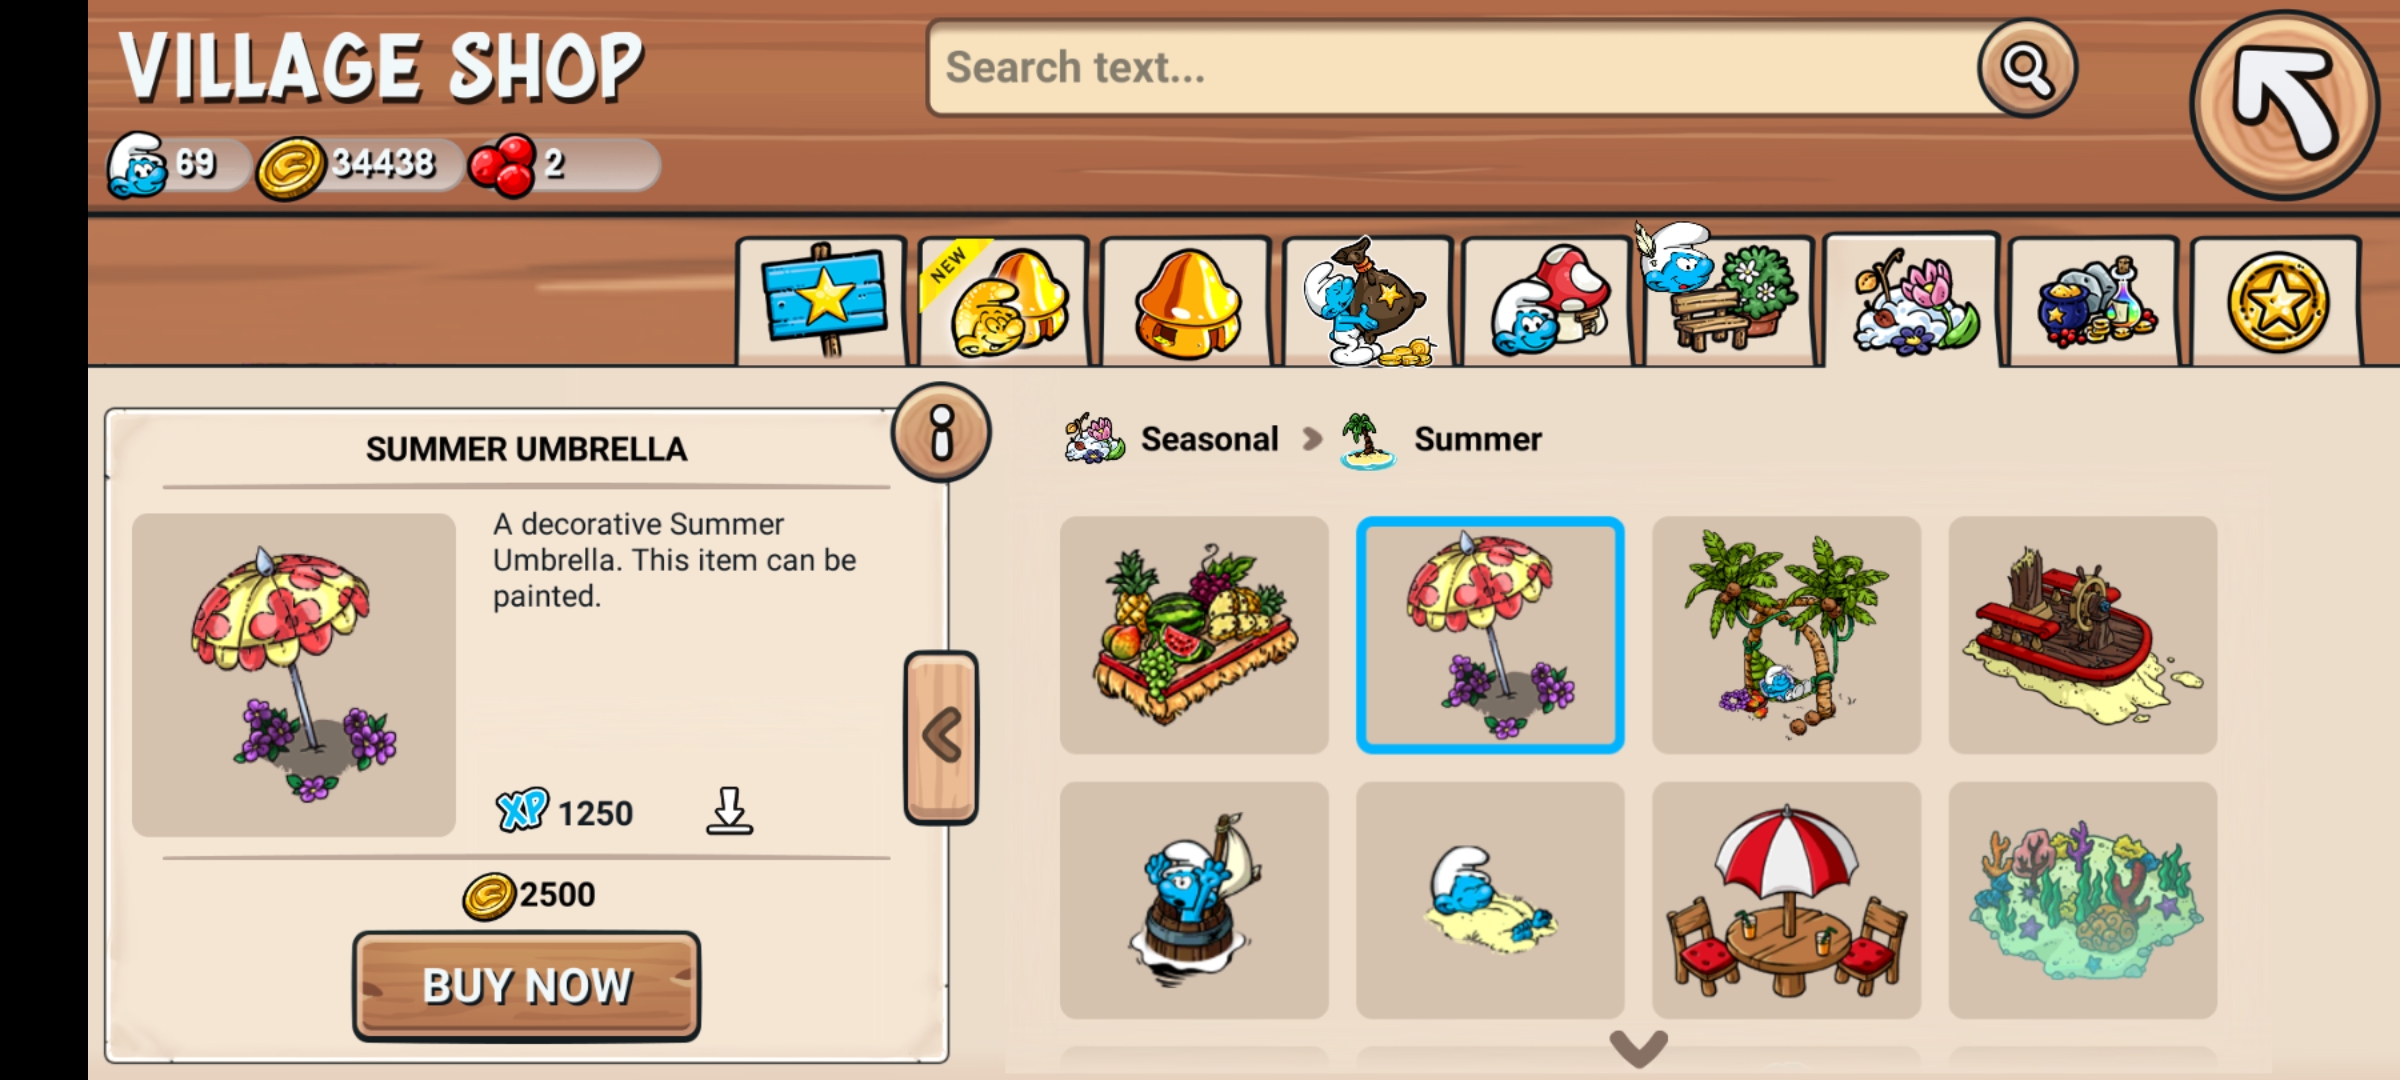 VILLAGE SHOP
Search text...
69
34438
2
NEW
SUMMER UMBRELLA
A decorative Summer
Umbrella. This item can be
painted.
XP 1250
2500
BUY NOW
Seasonal
Summer